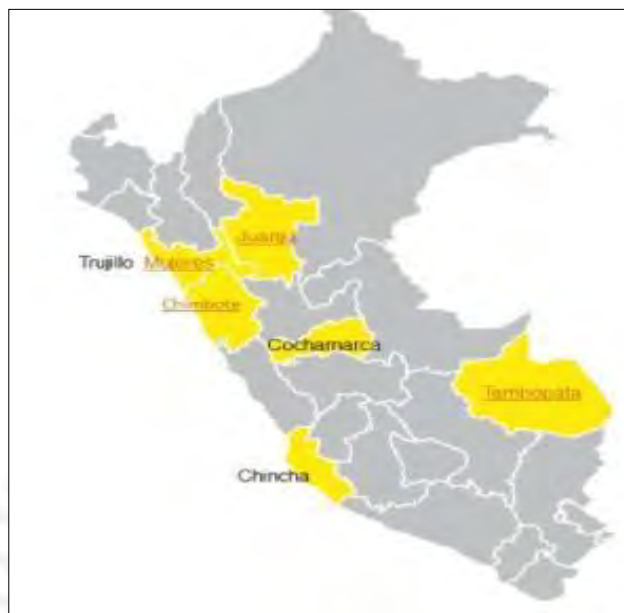 Juanjui
Trujillo Mujeres
Chimbote
Cochamarca
Tambopata
Chincha